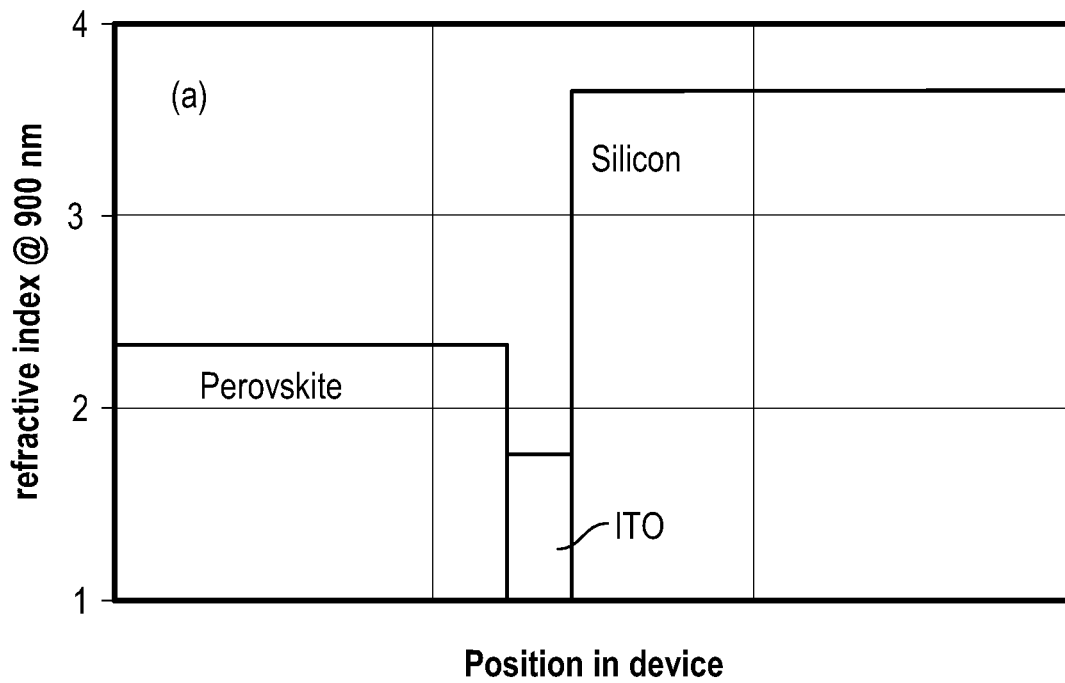 4
(a)
Silicon
3
refractive index @ 900 nm
Perovskite
2
ITO
1
Position in device